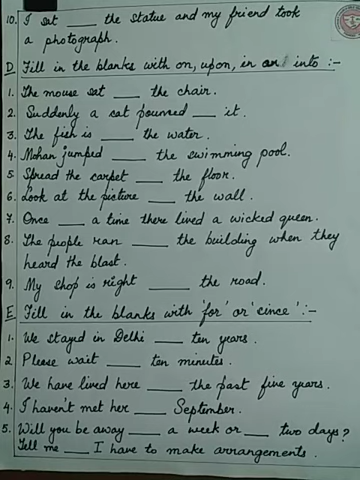 10. I sat ___ the statue and my friend took
a photograph.
D Fill in the blanks with on, upon, in or into :-
1. The mouse sat ___ the chair.
2. Suddenly a cat pounced ___ it.
3. The fish is ___ the water.
4. Mohan jumped ___ the swimming pool.
5. Spread the carpet ___ the floor.
6. Look at the picture ___ the wall.
7. Once ___ a time there lived a wicked queen.
8. The people ran ___ the building when they
heard the blast.
9. My shop is right ___ the road.
E. Fill in the blanks with 'for' or 'since' :-
1. We stayed in Delhi ___ ten years.
2 Please wait ___ ten minutes.
3. We have lived here ___ the past five years.
4. I haven't met her ___ September.
5. Will you be away ___ a week or ___ two days?
Tell me ___ I have to make arrangements.